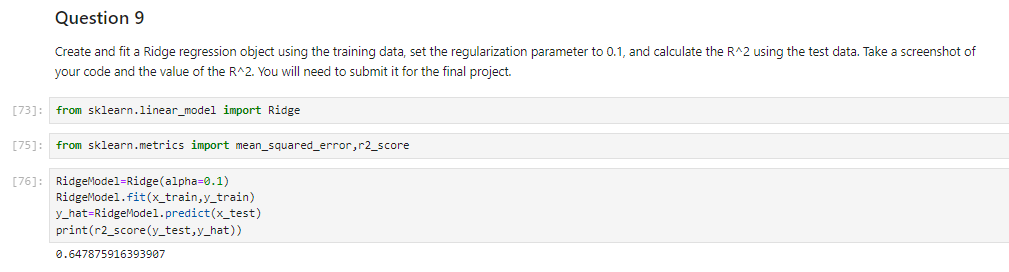 Question 9
Create and fit a Ridge regression object using the training data, set the regularization parameter to 0.1, and calculate the R^2 using the test data. Take a screenshot of
your code and the value of the R^2. You will need to submit it for the final project.
[73]: from sklearn.linear_model import Ridge
[75]: from sklearn.metrics import mean_squared_error,r2_score
[76]: RidgeModel=Ridge(alpha=0.1)
RidgeModel.fit(x_train,y_train)
y_hat=RidgeModel.predict(x_test)
print(r2_score(y_test,y_hat))
0.647875916393907